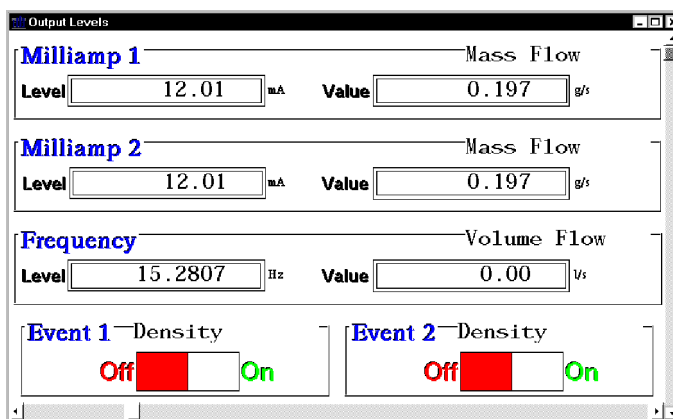 Output Levels
Milliamp 1 Mass Flow
Level 12.01 mA Value 0.197 g/s
Milliamp 2 Mass Flow
Level 12.01 mA Value 0.197 g/s
Frequency Volume Flow
Level 15.2807 Hz Value 0.00 l/s
Event 1 Density Event 2 Density
Off On Off On